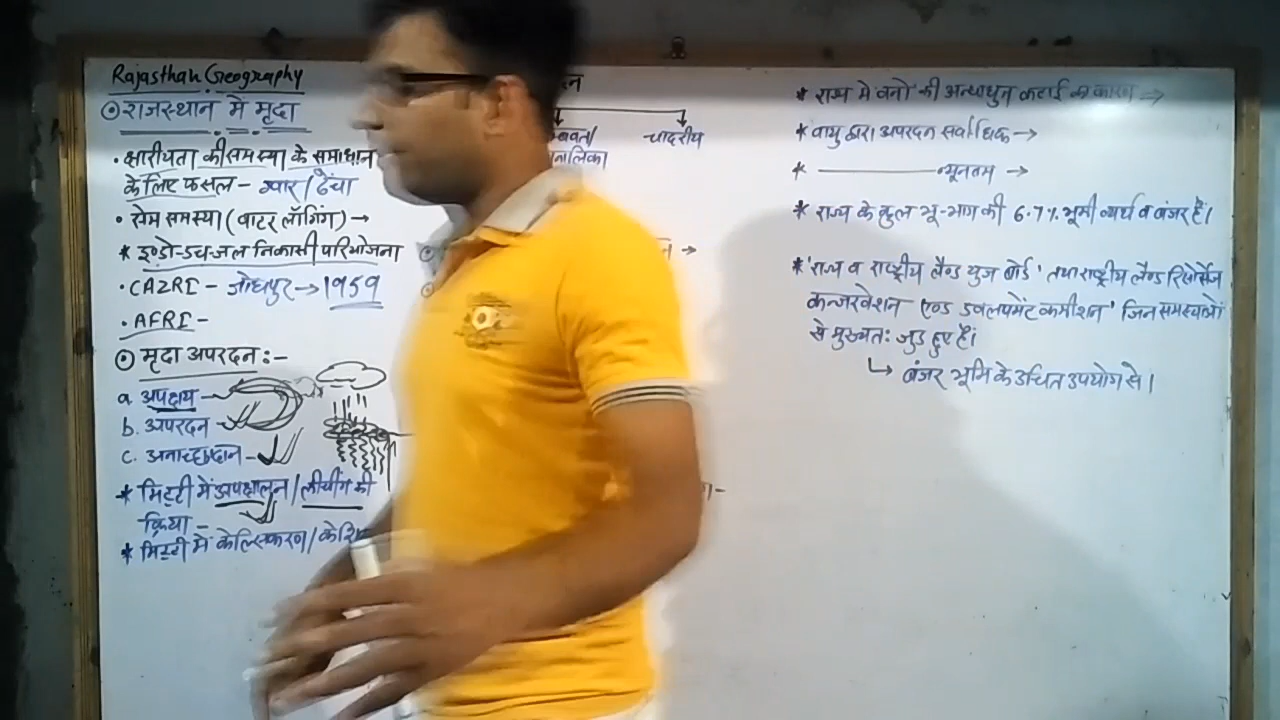 Rajasthan Geography
⊙ राजस्थान में मृदा
• क्षारीयता की समस्या के समाधान
के लिए फसल - ग्वार / ढेंचा
• सेम समस्या (वाटर लॉगिंग) →
* इण्डो-डच-जल निकासी परियोजना
• CAZRI - जोधपुर → 1959
• AFRI -
⊙ मृदा अपरदन :-
a. अपक्षय
b. अपरदन
c. अनाच्छादन
* मिट्टी में अपक्षालन / लीचींग की
क्रिया -
* मिट्टी में केल्सिकरण /
चादरीय
नालिका
* राज्य में वनों की अन्धाधुन कटाई का कारण →
* वायु द्वारा अपरदन सर्वाधिक →
* ———— न्यूनतम →
* राज्य के कुल भू-भाग की 6.7% भूमी व्यर्थ व बंजर है।
* 'राज्य व राष्ट्रीय लैण्ड युज बोर्ड' तथा राष्ट्रीय लैण्ड रिसोर्सेज
कन्जरवेशन एण्ड डवलपमेंट कमीशन' जिन समस्याओं
से मुख्यतः जुड़े हुए हैं।
↳ बंजर भूमि के उचित उपयोग से।